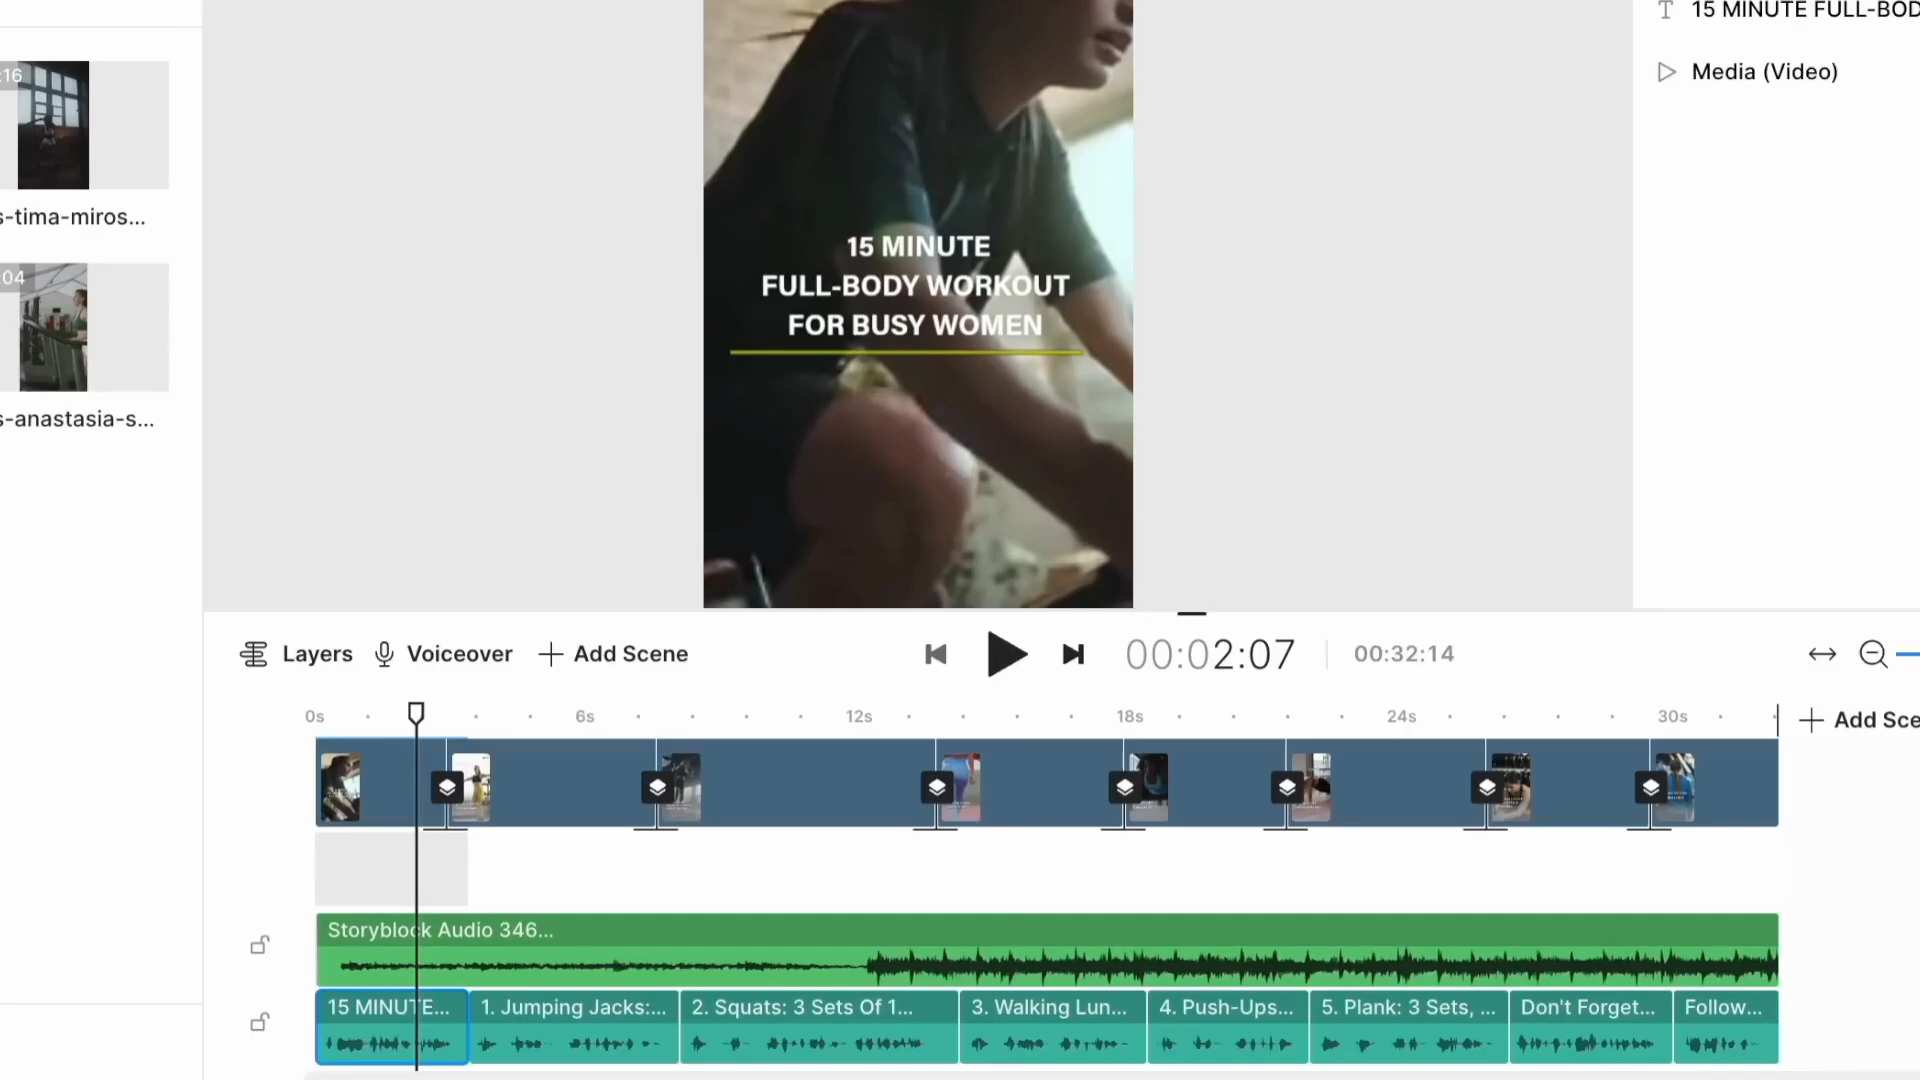 :16
s-tima-miros...
:04
s-anastasia-s...
15 MINUTE
FULL-BODY WORKOUT
FOR BUSY WOMEN
T 15 MINUTE FULL-BOD
Media (Video)
Layers
Voiceover
Add Scene
00:02:07
00:32:14
0s
6s
12s
18s
24s
30s
Add Sce
Storyblock Audio 346...
15 MINUTE...
1. Jumping Jacks:...
2. Squats: 3 Sets Of 1...
3. Walking Lun...
4. Push-Ups...
5. Plank: 3 Sets, ...
Don't Forget...
Follow...